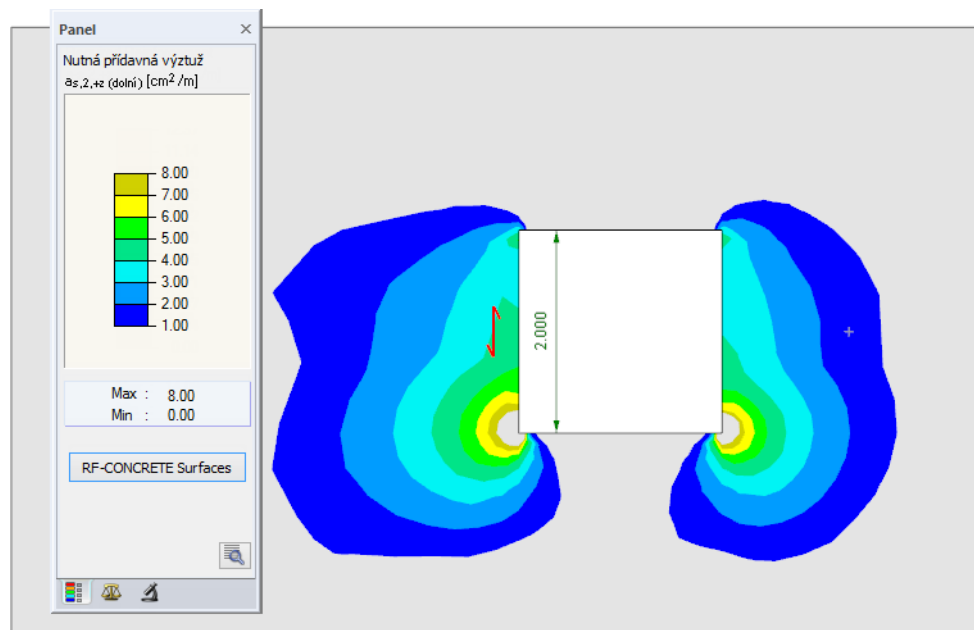 Panel
Nutná přídavná výztuž
as,2,+z (dolní) [cm²/m]
8.00
7.00
6.00
5.00
4.00
3.00
2.00
1.00
Max : 8.00
Min : 0.00
RF-CONCRETE Surfaces
2.000